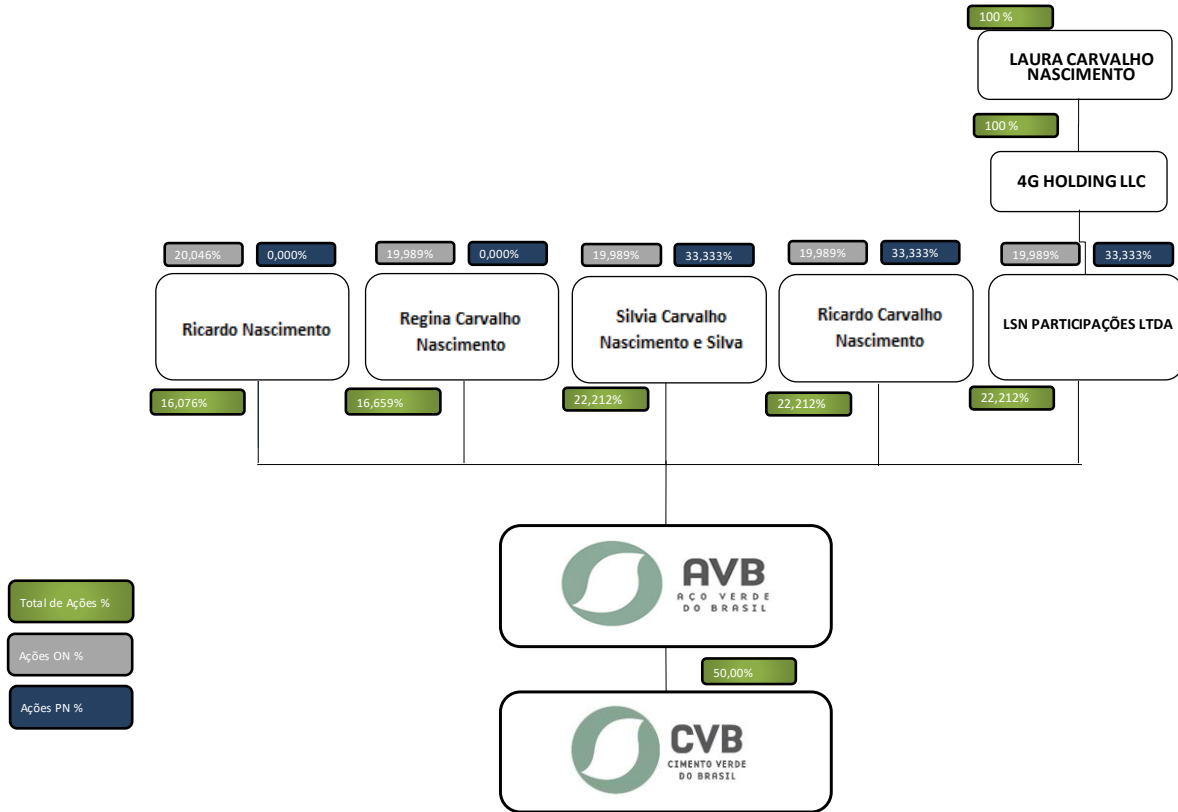 100 %
LAURA CARVALHO
NASCIMENTO
100 %
4G HOLDING LLC
20,046%
0,000%
19,989%
0,000%
19,989%
33,333%
19,989%
33,333%
19,989%
33,333%
Ricardo Nascimento
Regina Carvalho
Nascimento
Silvia Carvalho
Nascimento e Silva
Ricardo Carvalho
Nascimento
LSN PARTICIPAÇÕES LTDA
16,076%
16,659%
22,212%
22,212%
22,212%
AVB
AÇO VERDE
DO BRASIL
Total de Ações %
Ações ON %
Ações PN %
50,00%
CVB
CIMENTO VERDE
DO BRASIL